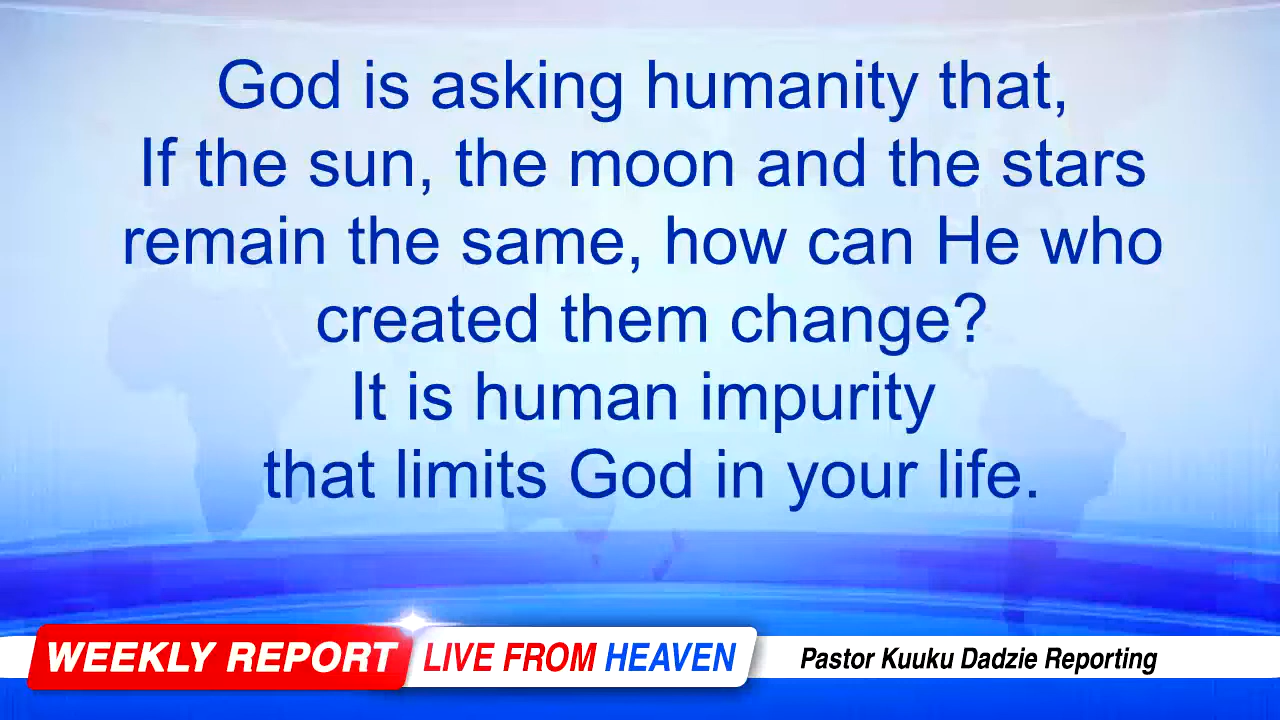 God is asking humanity that,
If the sun, the moon and the stars
remain the same, how can He who
created them change?
It is human impurity
that limits God in your life.
WEEKLY REPORT LIVE FROM HEAVEN Pastor Kuuku Dadzie Reporting